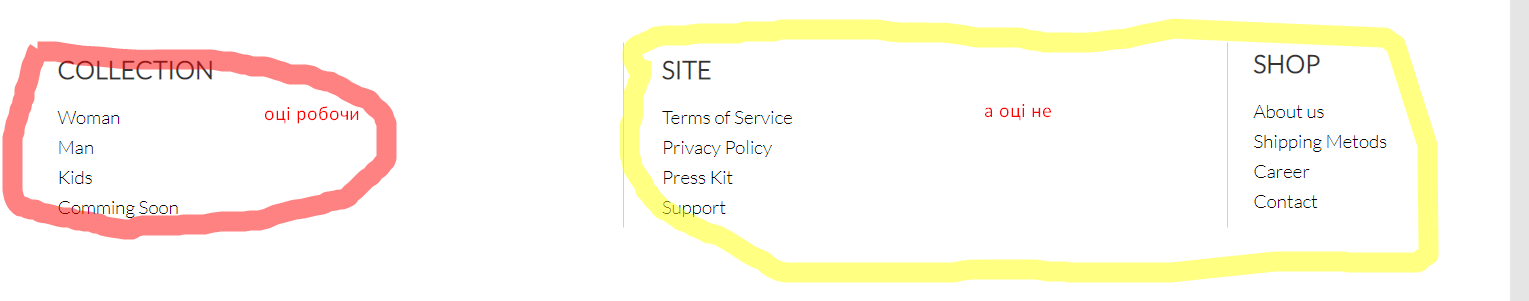 COLLECTION
Woman
Man
Kids
Comming Soon
оці робочи
SITE
Terms of Service
Privacy Policy
Press Kit
Support
а оці не
SHOP
About us
Shipping Metods
Career
Contact